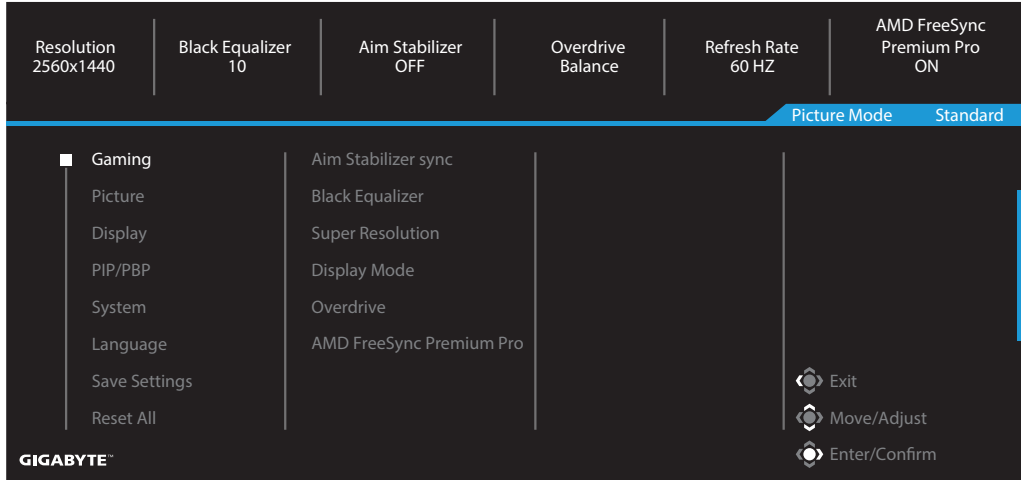 Resolution
2560x1440
Black Equalizer
10
Aim Stabilizer
OFF
Overdrive
Balance
Refresh Rate
60 HZ
AMD FreeSync
Premium Pro
ON
Picture Mode Standard
Gaming
Picture
Display
PIP/PBP
System
Language
Save Settings
Reset All
Aim Stabilizer sync
Black Equalizer
Super Resolution
Display Mode
Overdrive
AMD FreeSync Premium Pro
Exit
Move/Adjust
Enter/Confirm
GIGABYTE™